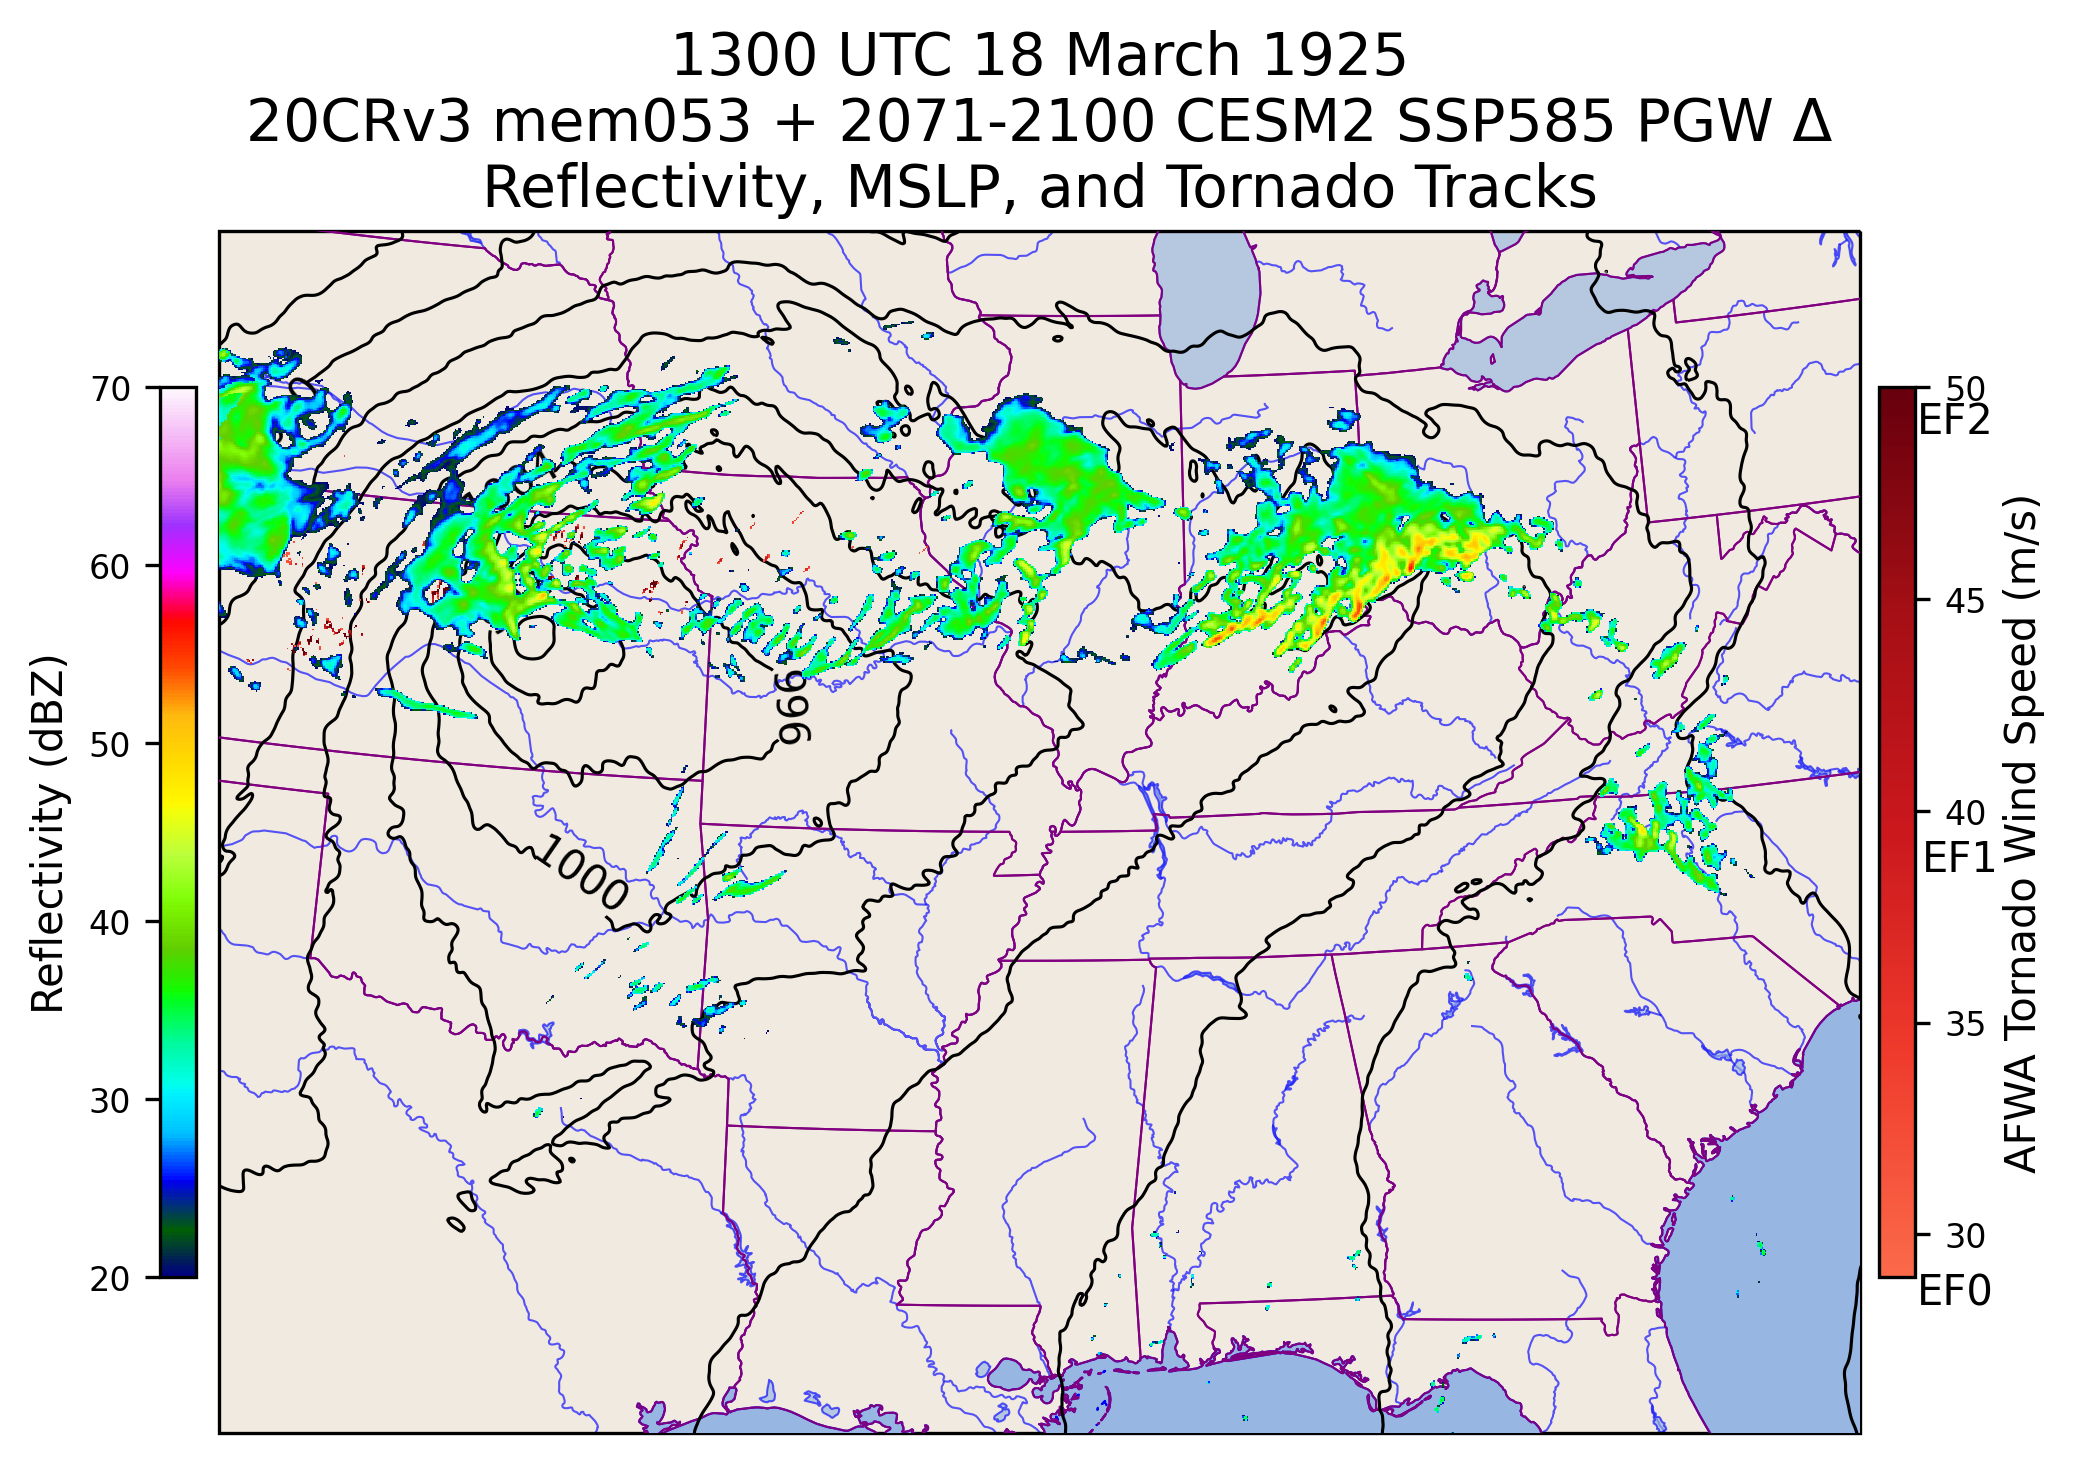 1300 UTC 18 March 1925
20CRv3 mem053 + 2071-2100 CESM2 SSP585 PGW Δ
Reflectivity, MSLP, and Tornado Tracks
70
60
50
40
30
20
Reflectivity (dBZ)
996
1000
50
EF2
45
40
EF1
35
30
EF0
AFWA Tornado Wind Speed (m/s)